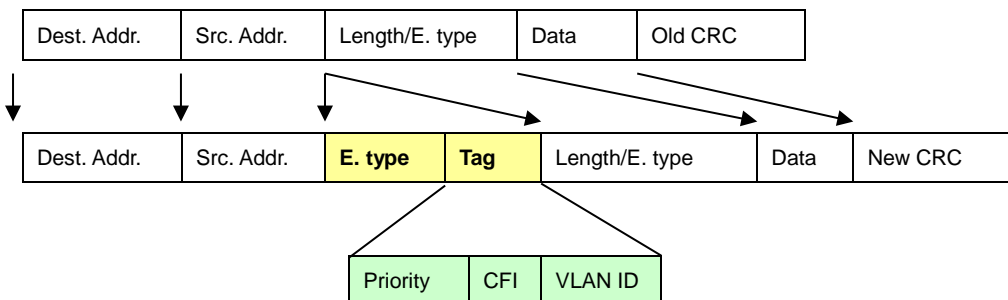 Dest. Addr. Src. Addr. Length/E. type Data Old CRC
Dest. Addr. Src. Addr. E. type Tag Length/E. type Data New CRC
Priority CFI VLAN ID